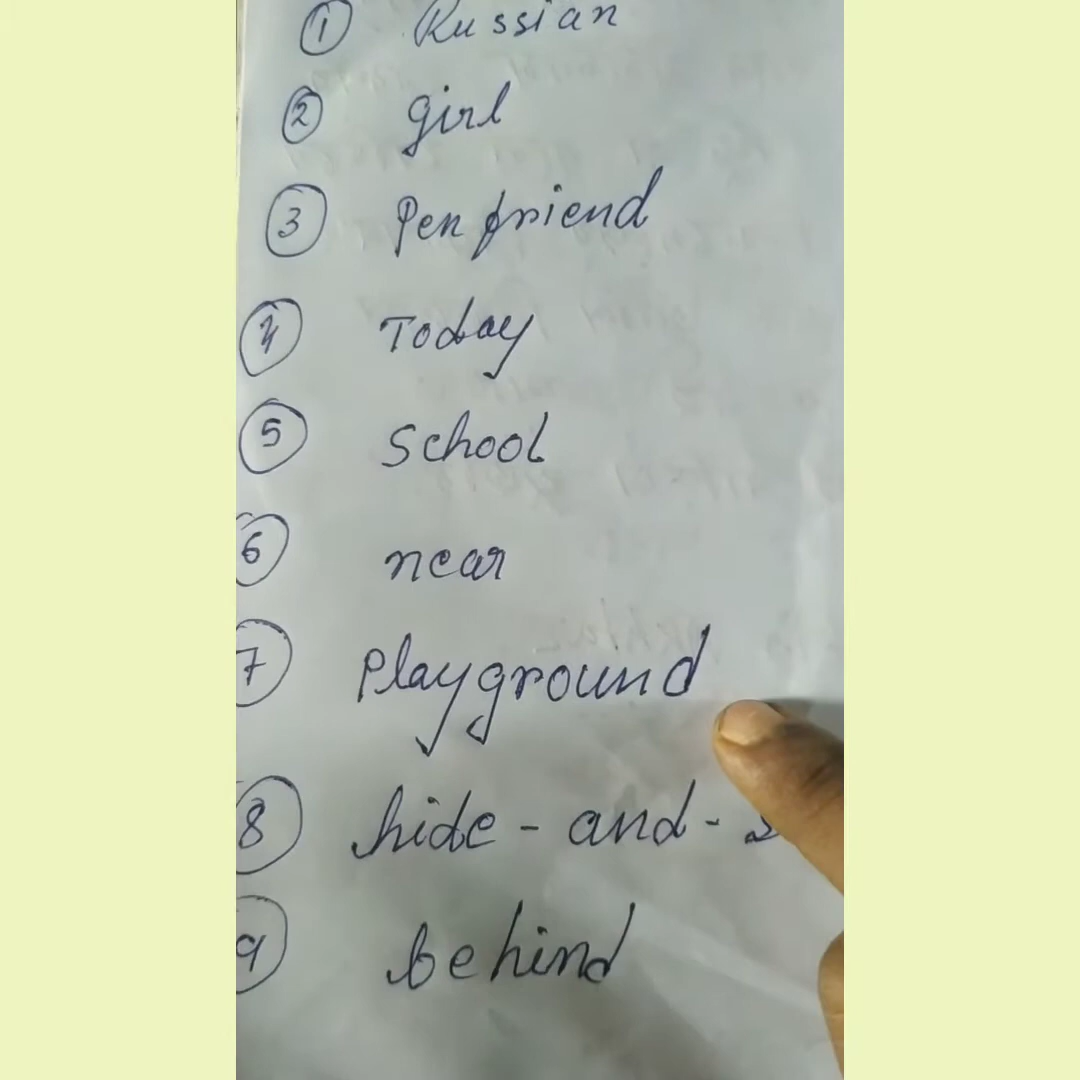 1 Russian
2 girl
3 Pen friend
4 Today
5 School
6 near
7 Playground
8 hide - and -
9 behind